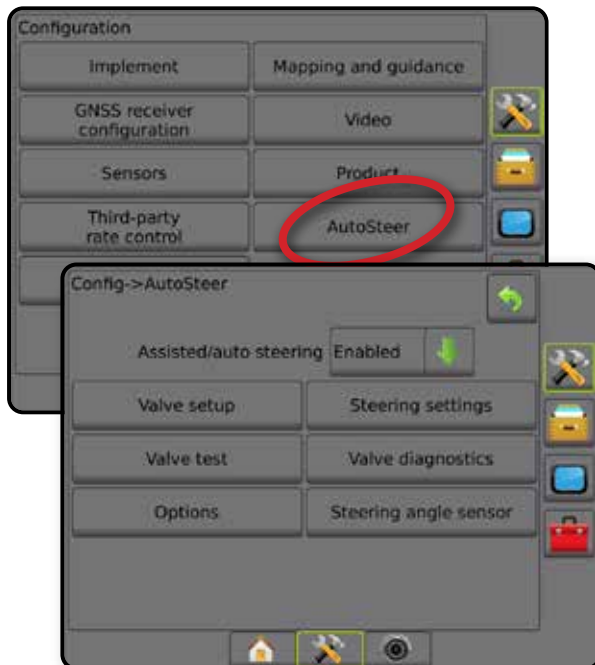 Configuration
Implement
Mapping and guidance
GNSS receiver
configuration
Video
Sensors
Product
Third-party
rate control
AutoSteer
Config->AutoSteer
Assisted/auto steering Enabled
Valve setup
Steering settings
Valve test
Valve diagnostics
Options
Steering angle sensor